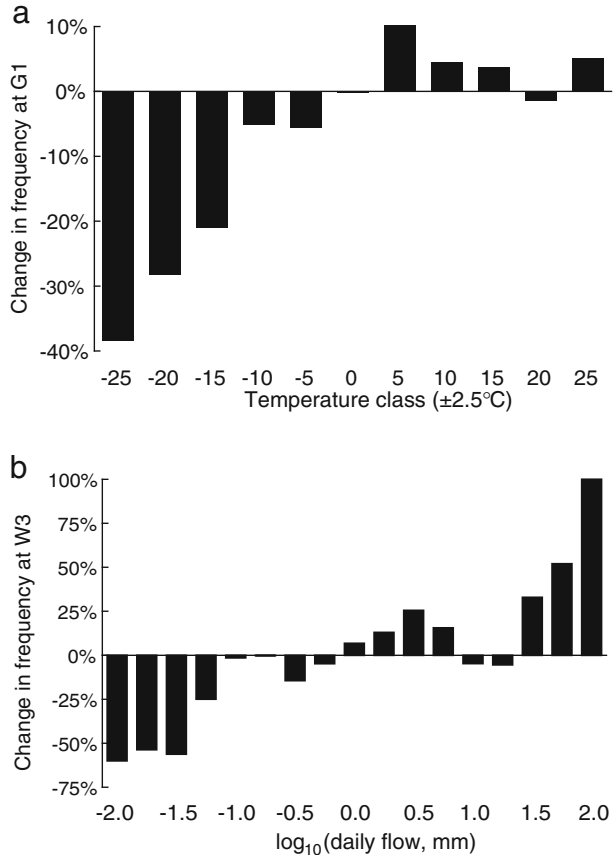 a
Change in frequency at G1
10%
0%
-10%
-20%
-30%
-40%
-25 -20 -15 -10 -5 0 5 10 15 20 25
Temperature class (±2.5°C)
b
Change in frequency at W3
100%
75%
50%
25%
0%
-25%
-50%
-75%
-2.0 -1.5 -1.0 -0.5 0.0 0.5 1.0 1.5 2.0
log10(daily flow, mm)